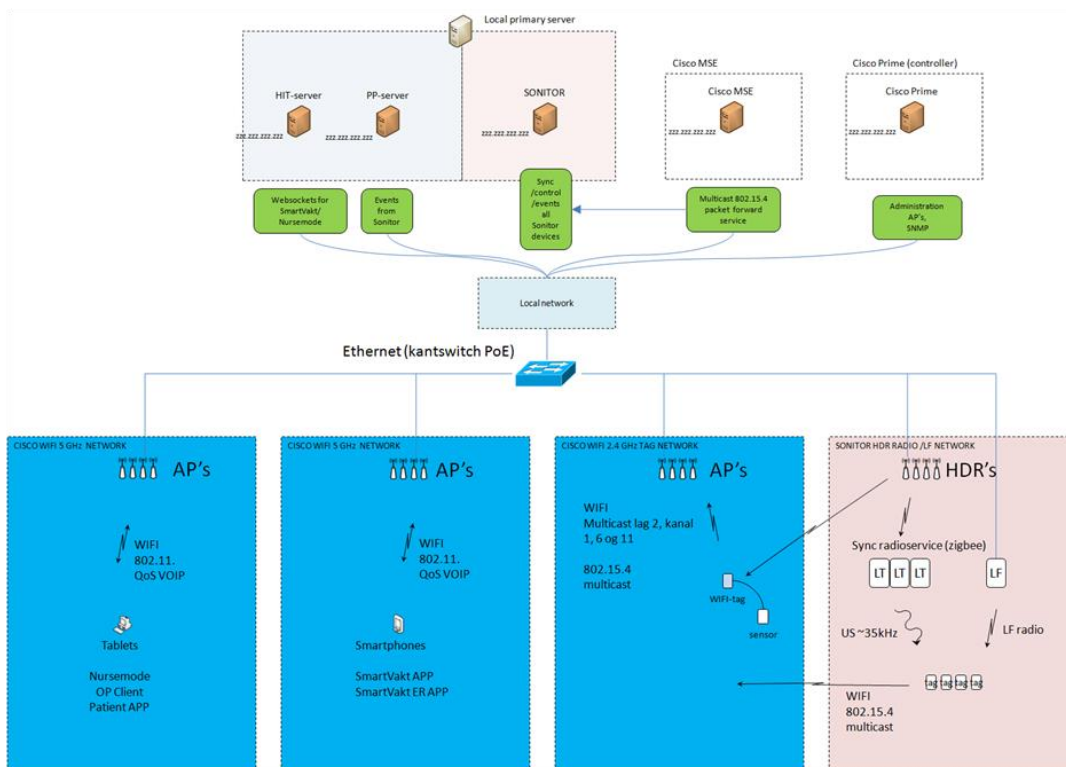 Local primary server
HIT-server
PP-server
SONITOR
Cisco MSE
Cisco MSE
Cisco Prime (controller)
Cisco Prime
zzz.zzz.zzz.zzz
zzz.zzz.zzz.zzz
zzz.zzz.zzz.zzz
zzz.zzz.zzz.zzz
zzz.zzz.zzz.zzz
Websockets for
SmartVakt/
Nursemode
Events
from
Sonitor
Sync
/control
/events
all
Sonitor
devices
Multicast 802.15.4
packet forward
service
Administration
AP's,
SNMP
Local network
Ethernet (kantswitch PoE)
CISCO WIFI 5 GHz NETWORK
AP's
WIFI
802.11.
QoS VOIP
Tablets
Nursemode
OP Client
Patient APP
CISCO WIFI 5 GHz NETWORK
AP's
WIFI
802.11.
QoS VOIP
Smartphones
SmartVakt APP
SmartVakt ER APP
CISCO WIFI 2.4 GHz TAG NETWORK
AP's
WIFI
Multicast lag 2, kanal
1, 6 og 11
802.15.4
multicast
WIFI-tag
sensor
SONITOR HDR RADIO /LF NETWORK
HDR's
Sync radioservice (zigbee)
LT LT LT
LF
US ~35kHz
LF radio
tag tag tag tag
WIFI
802.15.4
multicast